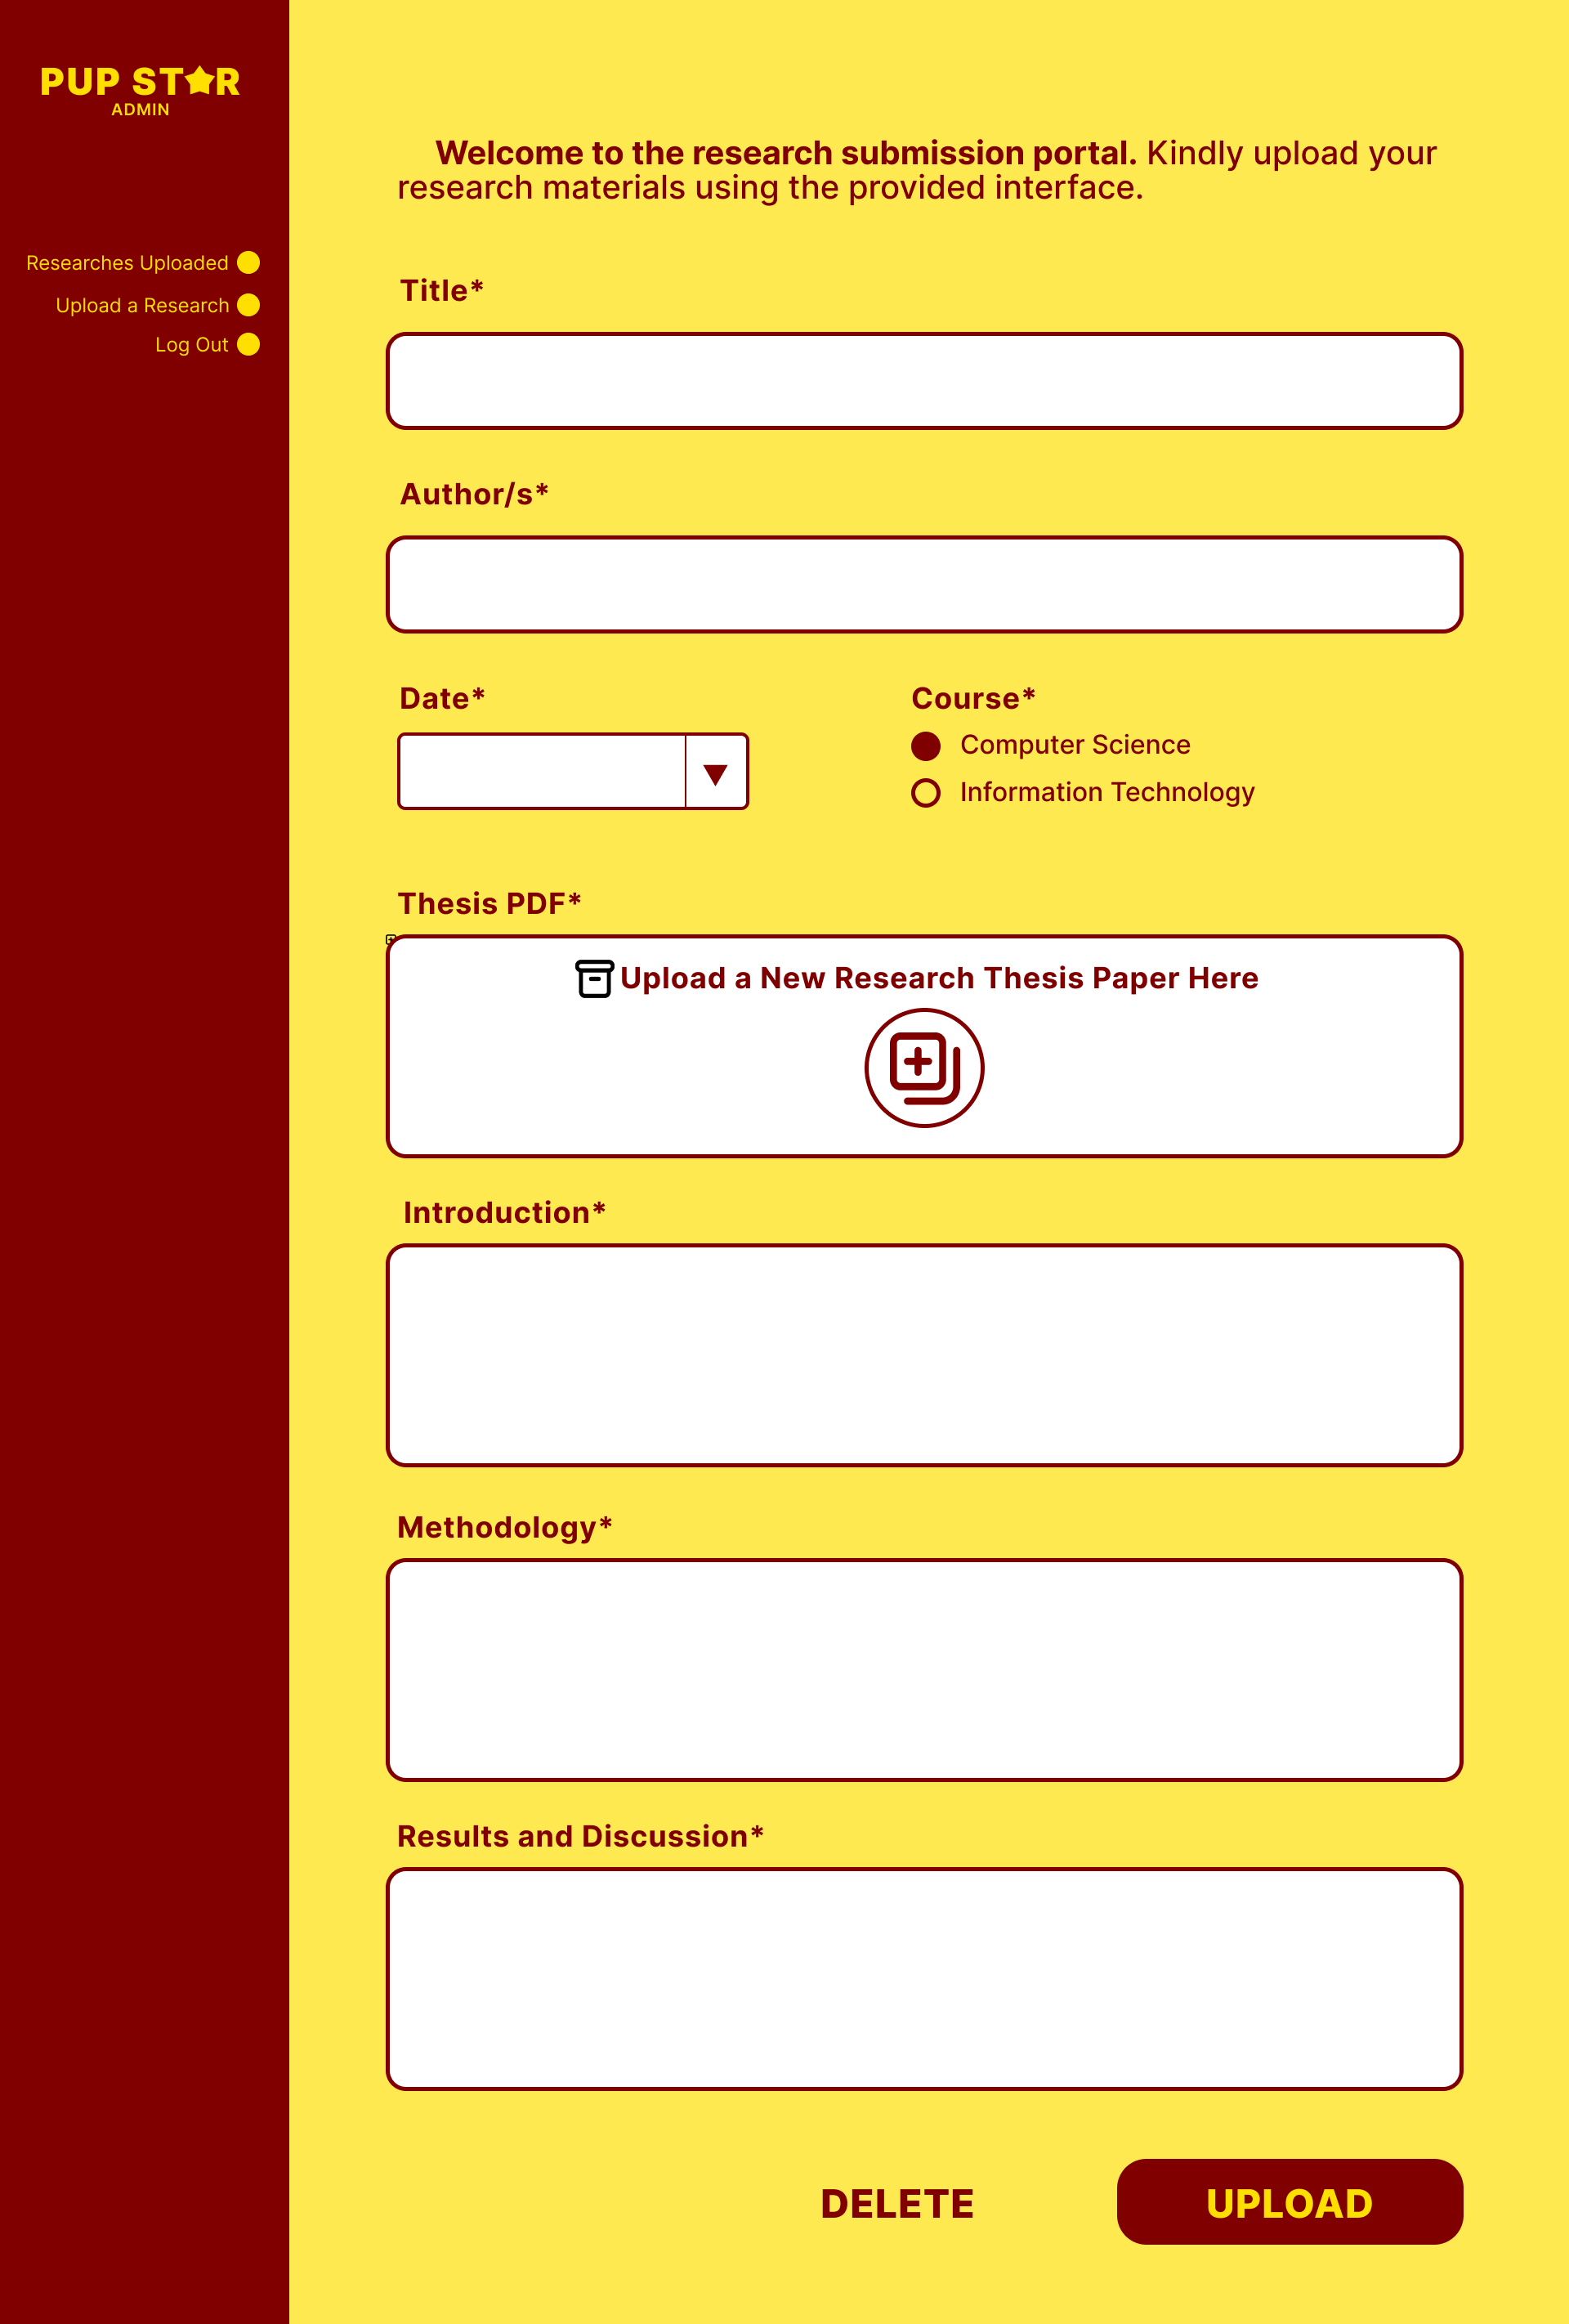 PUP ST★R
ADMIN
Researches Uploaded
Upload a Research
Log Out
Welcome to the research submission portal. Kindly upload your
research materials using the provided interface.
Title*
Author/s*
Date*
Course*
Computer Science
Information Technology
Thesis PDF*
Upload a New Research Thesis Paper Here
Introduction*
Methodology*
Results and Discussion*
DELETE
UPLOAD